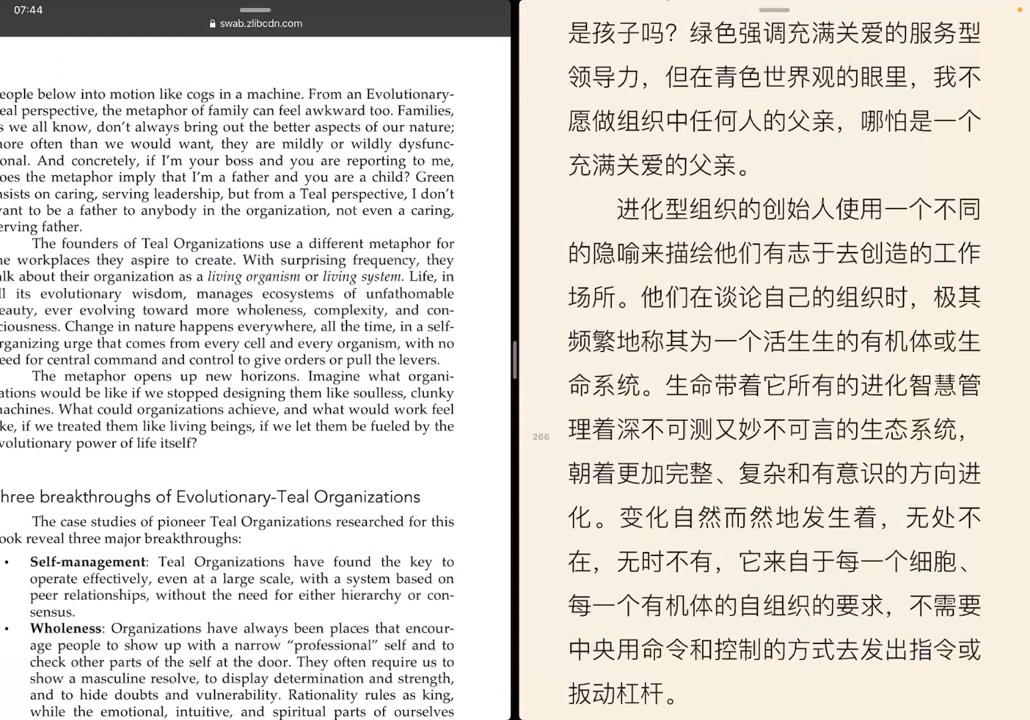 07:44
swab.zlibcdn.com
eople below into motion like cogs in a machine. From an Evolutionary-
eal perspective, the metaphor of family can feel awkward too. Families,
s we all know, don't always bring out the better aspects of our nature;
ore often than we would want, they are mildly or wildly dysfunc-
onal. And concretely, if I'm your boss and you are reporting to me,
oes the metaphor imply that I'm a father and you are a child? Green
sists on caring, serving leadership, but from a Teal perspective, I don't
ant to be a father to anybody in the organization, not even a caring,
erving father.
The founders of Teal Organizations use a different metaphor for
e workplaces they aspire to create. With surprising frequency, they
lk about their organization as a living organism or living system. Life, in
ll its evolutionary wisdom, manages ecosystems of unfathomable
eauty, ever evolving toward more wholeness, complexity, and con-
ciousness. Change in nature happens everywhere, all the time, in a self-
rganizing urge that comes from every cell and every organism, with no
eed for central command and control to give orders or pull the levers.
The metaphor opens up new horizons. Imagine what organi-
ations would be like if we stopped designing them like soulless, clunky
achines. What could organizations achieve, and what would work feel
ke, if we treated them like living beings, if we let them be fueled by the
volutionary power of life itself?
hree breakthroughs of Evolutionary-Teal Organizations
The case studies of pioneer Teal Organizations researched for this
ook reveal three major breakthroughs:
• Self-management: Teal Organizations have found the key to
operate effectively, even at a large scale, with a system based on
peer relationships, without the need for either hierarchy or con-
sensus.
• Wholeness: Organizations have always been places that encour-
age people to show up with a narrow "professional" self and to
check other parts of the self at the door. They often require us to
show a masculine resolve, to display determination and strength,
and to hide doubts and vulnerability. Rationality rules as king,
while the emotional, intuitive, and spiritual parts of ourselves
是孩子吗？绿色强调充满关爱的服务型
领导力，但在青色世界观的眼里，我不
愿做组织中任何人的父亲，哪怕是一个
充满关爱的父亲。
进化型组织的创始人使用一个不同
的隐喻来描绘他们有志于去创造的工作
场所。他们在谈论自己的组织时，极其
频繁地称其为一个活生生的有机体或生
命系统。生命带着它所有的进化智慧管
266
理着深不可测又妙不可言的生态系统，
朝着更加完整、复杂和有意识的方向进
化。变化自然而然地发生着，无处不
在，无时不有，它来自于每一个细胞、
每一个有机体的自组织的要求，不需要
中央用命令和控制的方式去发出指令或
扳动杠杆。